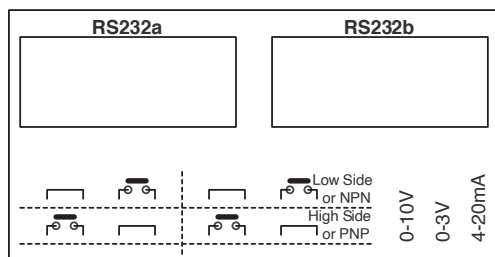 RS232a
RS232b
Low Side
or NPN
High Side
or PNP
0-10V
0-3V
4-20mA